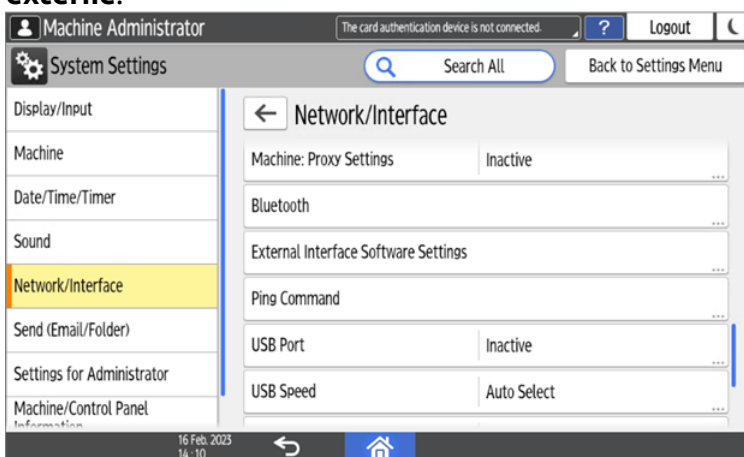 externe.
Machine Administrator
The card authentication device is not connected.
?
Logout
System Settings
Search All
Back to Settings Menu
Display/Input
Machine
Date/Time/Timer
Sound
Network/Interface
Send (Email/Folder)
Settings for Administrator
Machine/Control Panel
Information
Network/Interface
Machine: Proxy Settings Inactive
Bluetooth
External Interface Software Settings
Ping Command
USB Port Inactive
USB Speed Auto Select
16 Feb. 2023
14:10